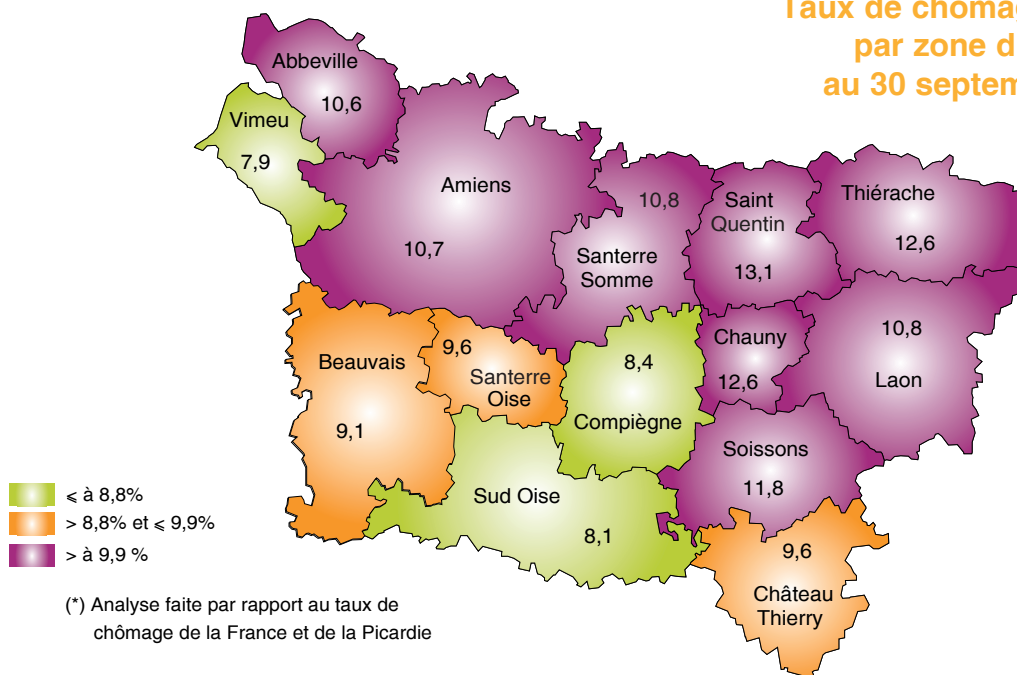 Taux de chômag
par zone d
au 30 septem
Abbeville
10,6
Vimeu
7,9
Amiens
10,7
10,8
Santerre
Somme
Saint
Quentin
13,1
Thiérache
12,6
Beauvais
9,1
9,6
Santerre
Oise
8,4
Compiègne
Chauny
12,6
10,8
Laon
Soissons
11,8
Sud Oise
8,1
9,6
Château
Thierry
⩽ à 8,8%
> 8,8% et ⩽ 9,9%
> à 9,9 %
(*) Analyse faite par rapport au taux de
chômage de la France et de la Picardie